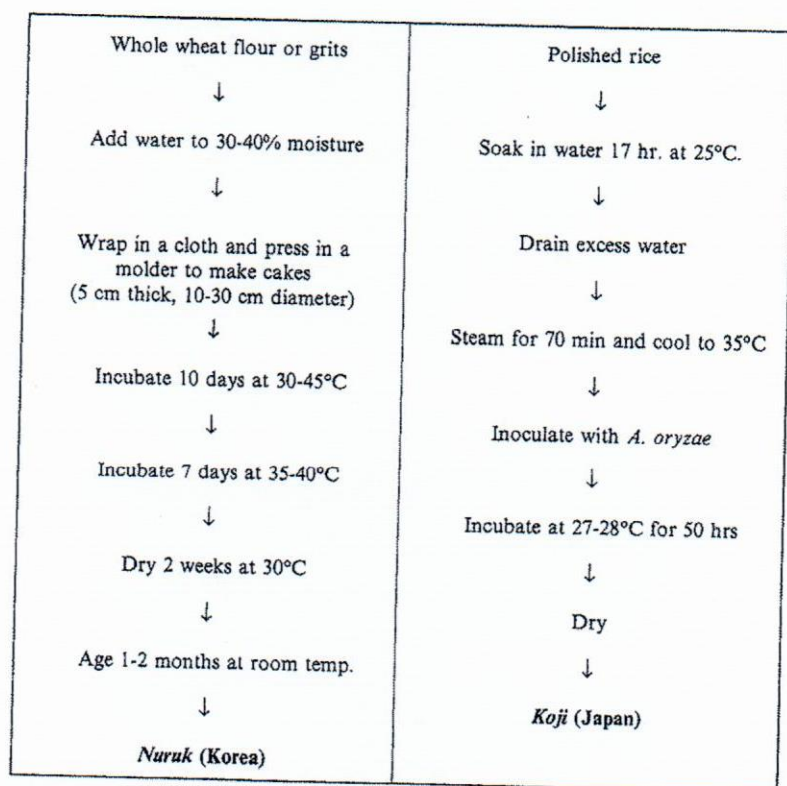 Whole wheat flour or grits
↓
Add water to 30-40% moisture
↓
Wrap in a cloth and press in a
molder to make cakes
(5 cm thick, 10-30 cm diameter)
↓
Incubate 10 days at 30-45°C
↓
Incubate 7 days at 35-40°C
↓
Dry 2 weeks at 30°C
↓
Age 1-2 months at room temp.
↓
Nuruk (Korea)
Polished rice
↓
Soak in water 17 hr. at 25°C.
↓
Drain excess water
↓
Steam for 70 min and cool to 35°C
↓
Inoculate with A. oryzae
↓
Incubate at 27-28°C for 50 hrs
↓
Dry
↓
Koji (Japan)